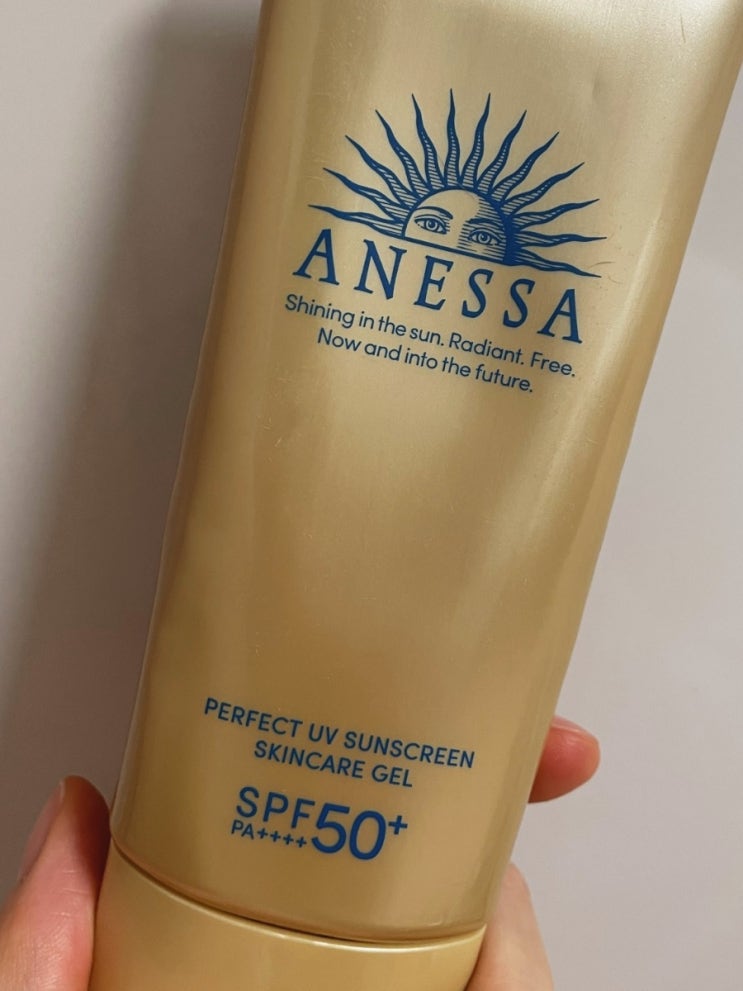 ANESSA
Shining in the sun. Radiant. Free.
Now and into the future.
PERFECT UV SUNSCREEN
SKINCARE GEL
SPF50+
PA++++